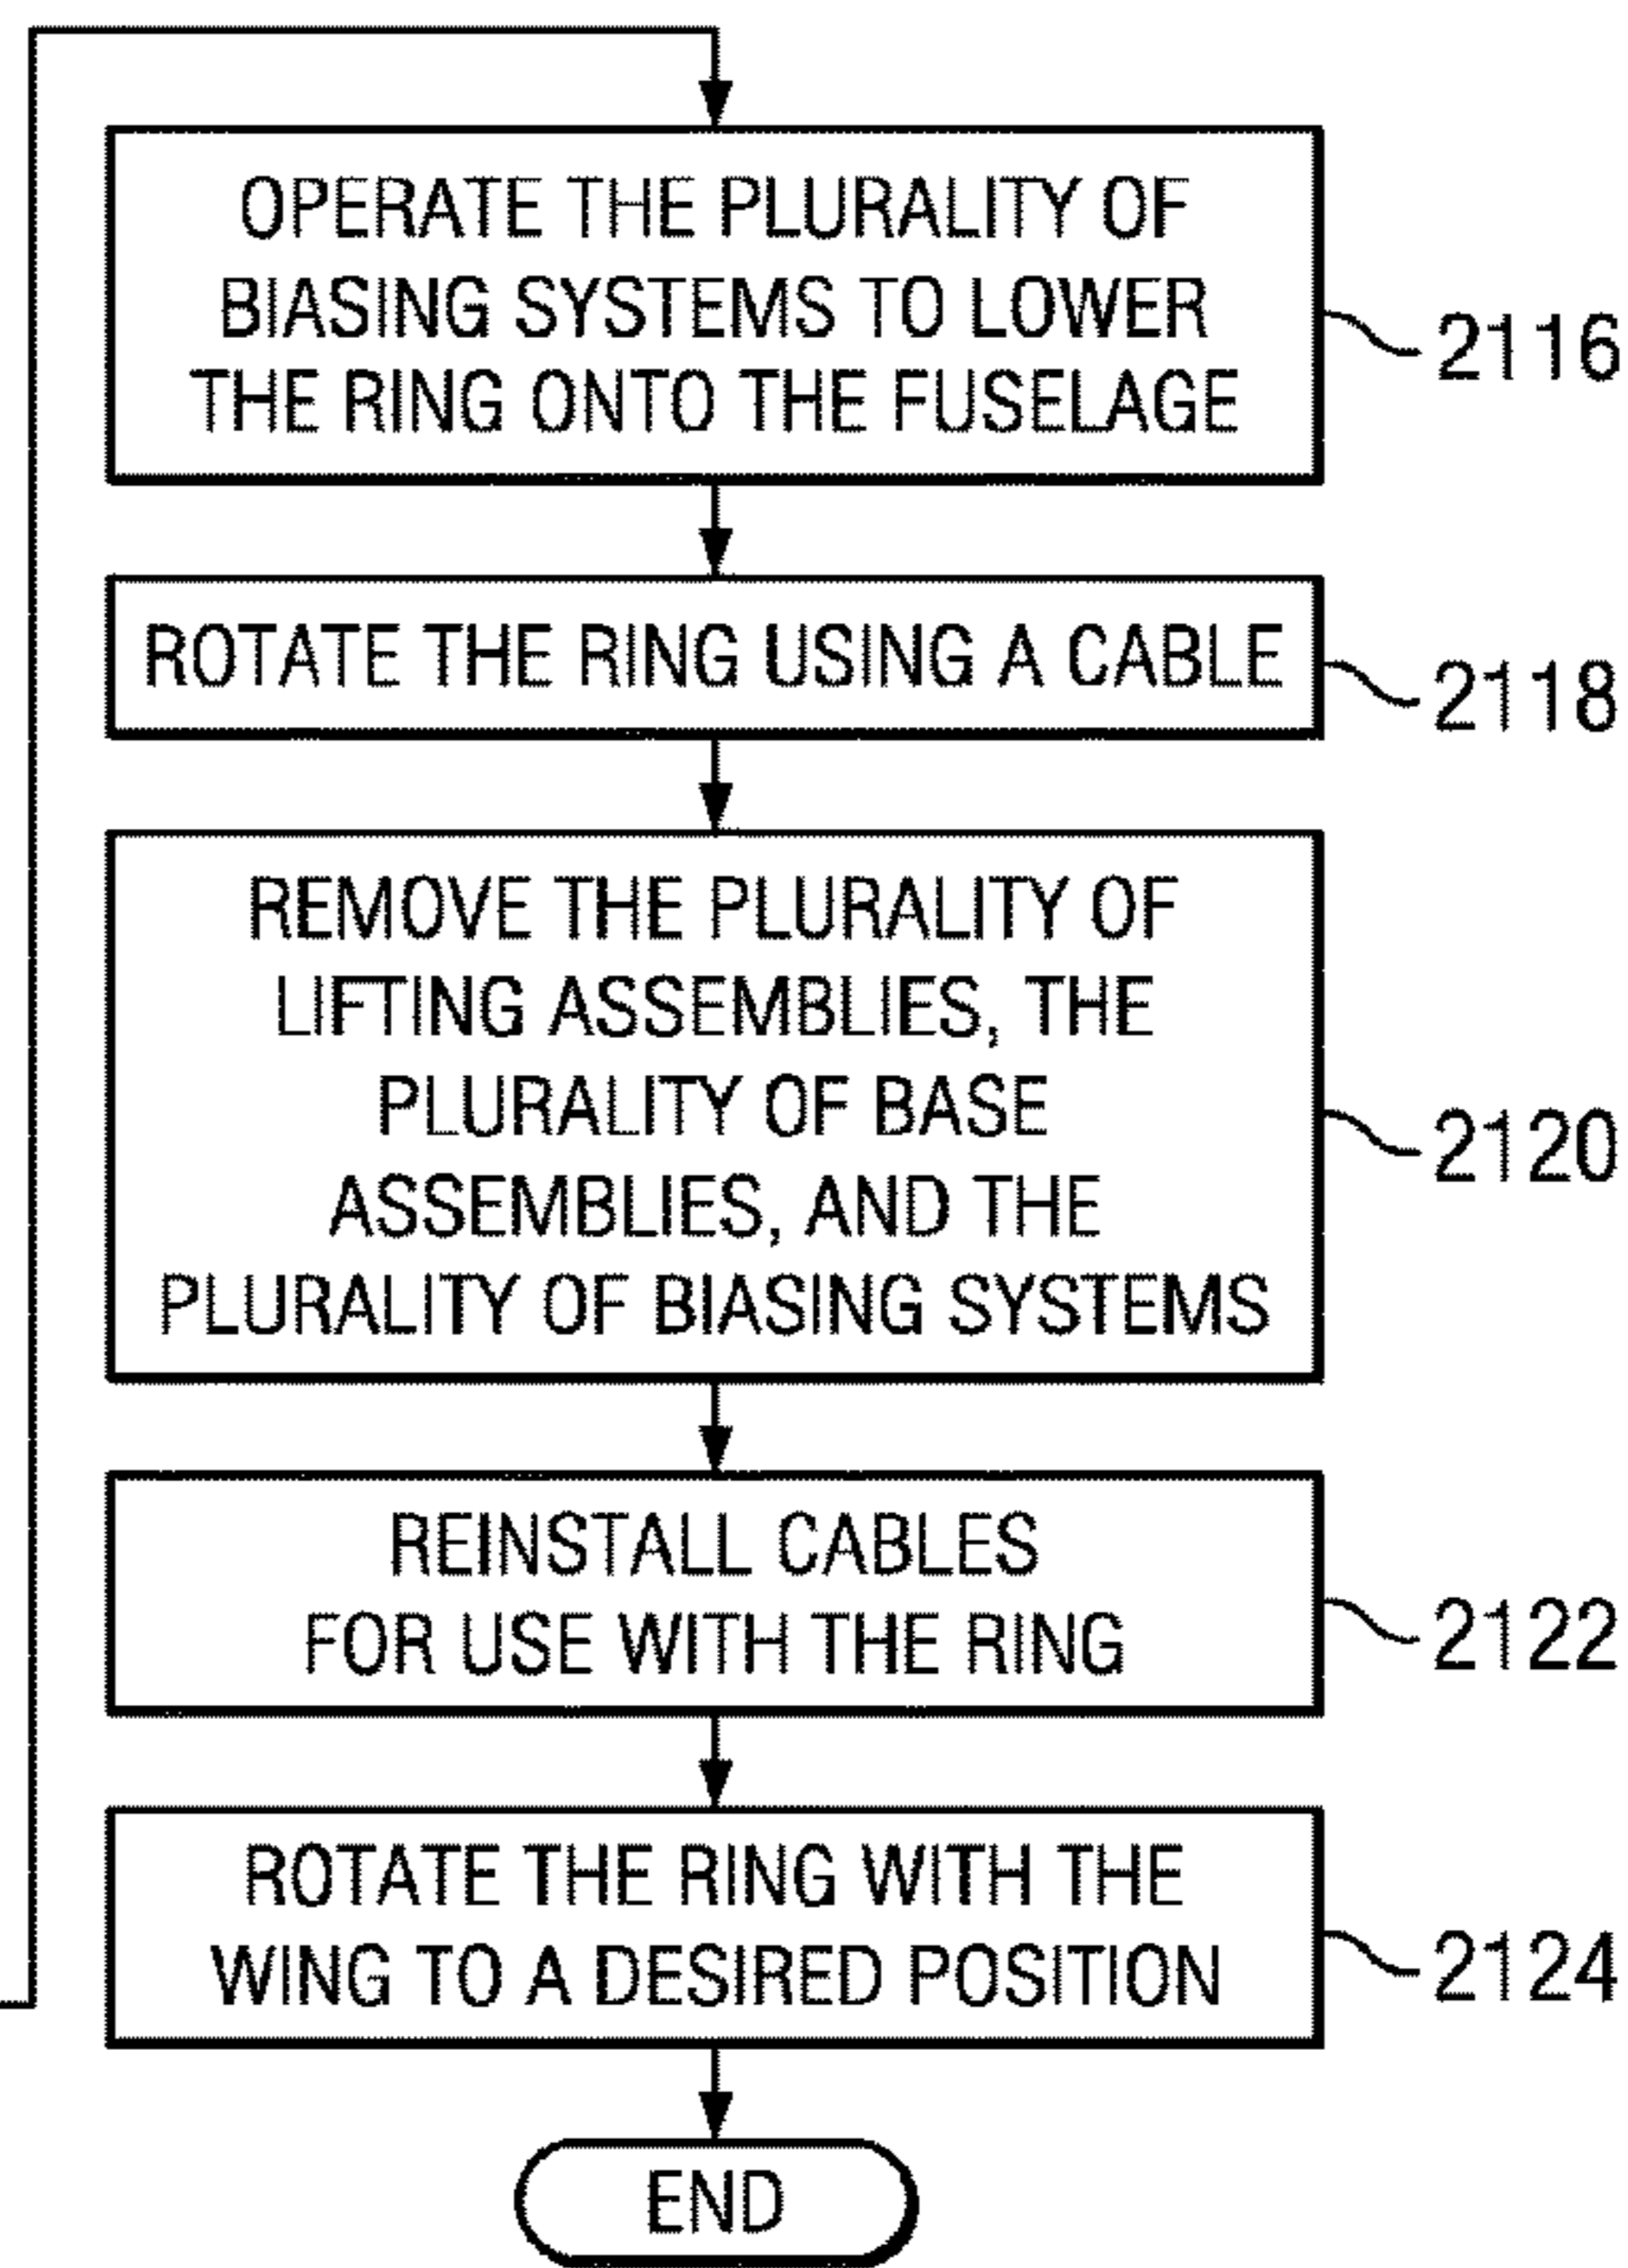 OPERATE THE PLURALITY OF
BIASING SYSTEMS TO LOWER
THE RING ONTO THE FUSELAGE
2116
ROTATE THE RING USING A CABLE
2118
REMOVE THE PLURALITY OF
LIFTING ASSEMBLIES, THE
PLURALITY OF BASE
ASSEMBLIES, AND THE
PLURALITY OF BIASING SYSTEMS
2120
REINSTALL CABLES
FOR USE WITH THE RING
2122
ROTATE THE RING WITH THE
WING TO A DESIRED POSITION
2124
END